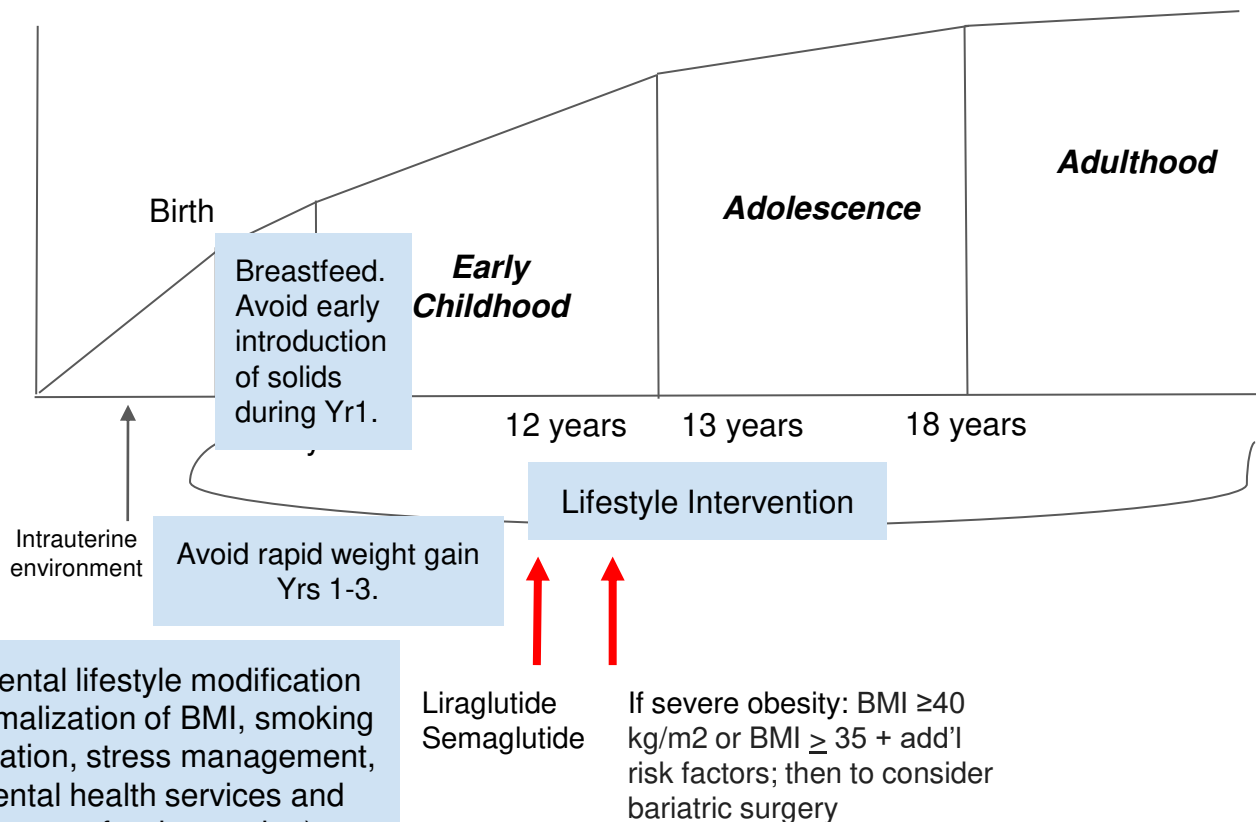 Adulthood
Adolescence
Birth
Early
Childhood
Breastfeed.
Avoid early
introduction
of solids
during Yr1.
12 years
13 years
18 years
Lifestyle Intervention
Intrauterine
environment
Avoid rapid weight gain
Yrs 1-3.
ental lifestyle modification
malization of BMI, smoking
ation, stress management,
ental health services and
Liraglutide
Semaglutide
If severe obesity: BMI ≥40
kg/m2 or BMI > 35 + add’l
risk factors; then to consider
bariatric surgery